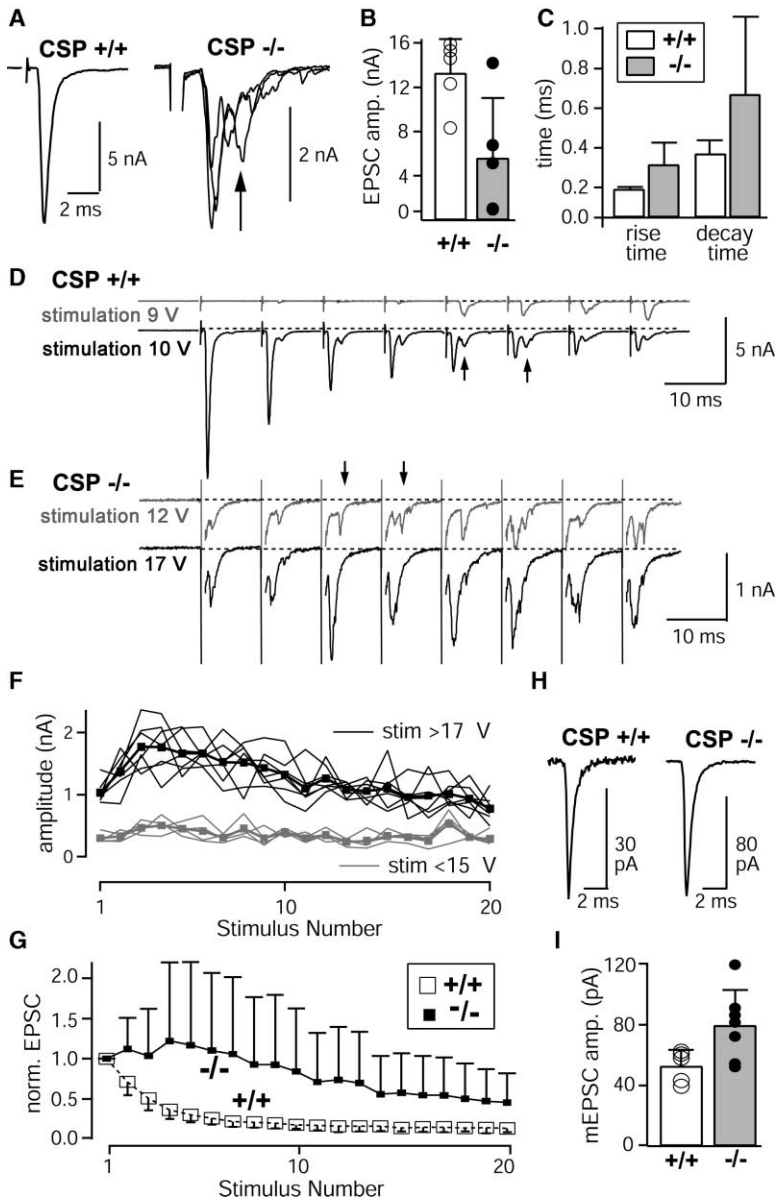 A
CSP +/+
CSP -/-
5 nA
2 ms
2 nA
B
EPSC amp. (nA)
16
12
8
4
0
+/+
-/-
C
+/+
-/-
time (ms)
1.0
0.8
0.6
0.4
0.2
0.0
rise
time
decay
time
D
CSP +/+
stimulation 9 V
stimulation 10 V
5 nA
10 ms
E
CSP -/-
stimulation 12 V
stimulation 17 V
1 nA
10 ms
F
amplitude (nA)
2
1
0
stim >17 V
stim <15 V
1
10
20
Stimulus Number
G
norm. EPSC
2.0
1.5
1.0
0.5
0.0
+/+
-/-
-/-
+/+
1
10
20
Stimulus Number
H
CSP +/+
CSP -/-
30
pA
2 ms
80
pA
2 ms
I
mEPSC amp. (pA)
120
80
40
0
+/+
-/-